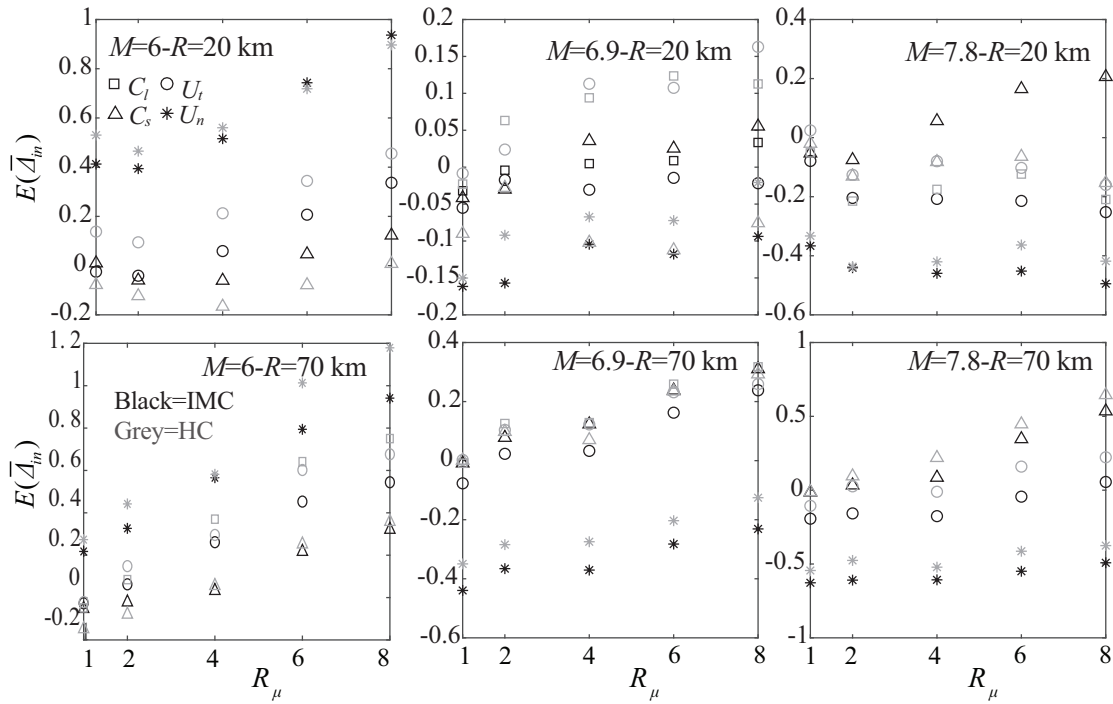 M=6-R=20 km
C_l U_t
C_s U_n
E(Δ̅_in)
1
0.8
0.6
0.4
0.2
0
-0.2
M=6.9-R=20 km
0.2
0.15
0.1
0.05
0
-0.05
-0.1
-0.15
-0.2
M=7.8-R=20 km
0.4
0.2
-0.0
-0.2
-0.4
-0.6
M=6-R=70 km
Black=IMC
Grey=HC
E(Δ̅_in)
1.2
1
0.8
0.6
0.4
0.2
0
-0.2
1 2 4 6 8
R_μ
M=6.9-R=70 km
0.4
0.2
0
-0.2
-0.4
-0.6
1 2 4 6 8
R_μ
M=7.8-R=70 km
1
0.5
0
-0.5
-1
1 2 4 6 8
R_μ